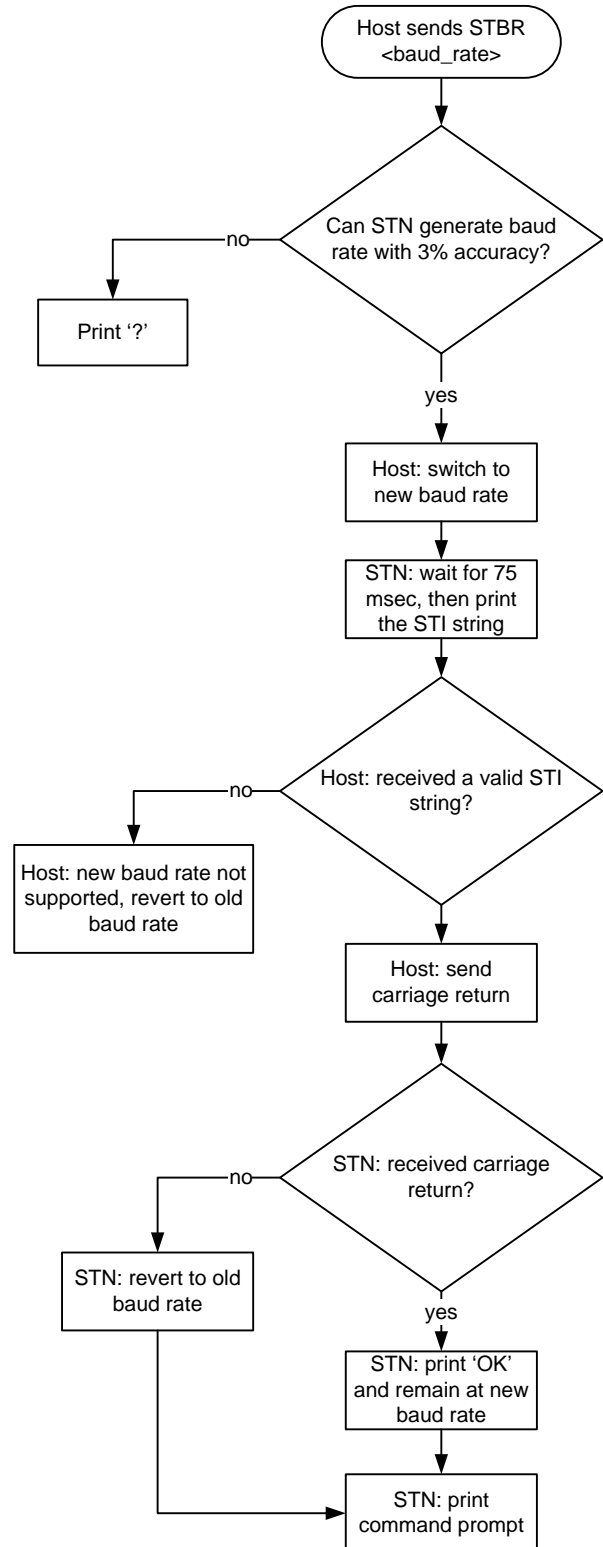 Host sends STBR
<baud_rate>
Can STN generate baud
rate with 3% accuracy?
no
Print ‘?’
yes
Host: switch to
new baud rate
STN: wait for 75
msec, then print
the STI string
Host: received a valid STI
string?
no
Host: new baud rate not
supported, revert to old
baud rate
Host: send
carriage return
STN: received carriage
return?
no
STN: revert to old
baud rate
yes
STN: print ‘OK’
and remain at new
baud rate
STN: print
command prompt